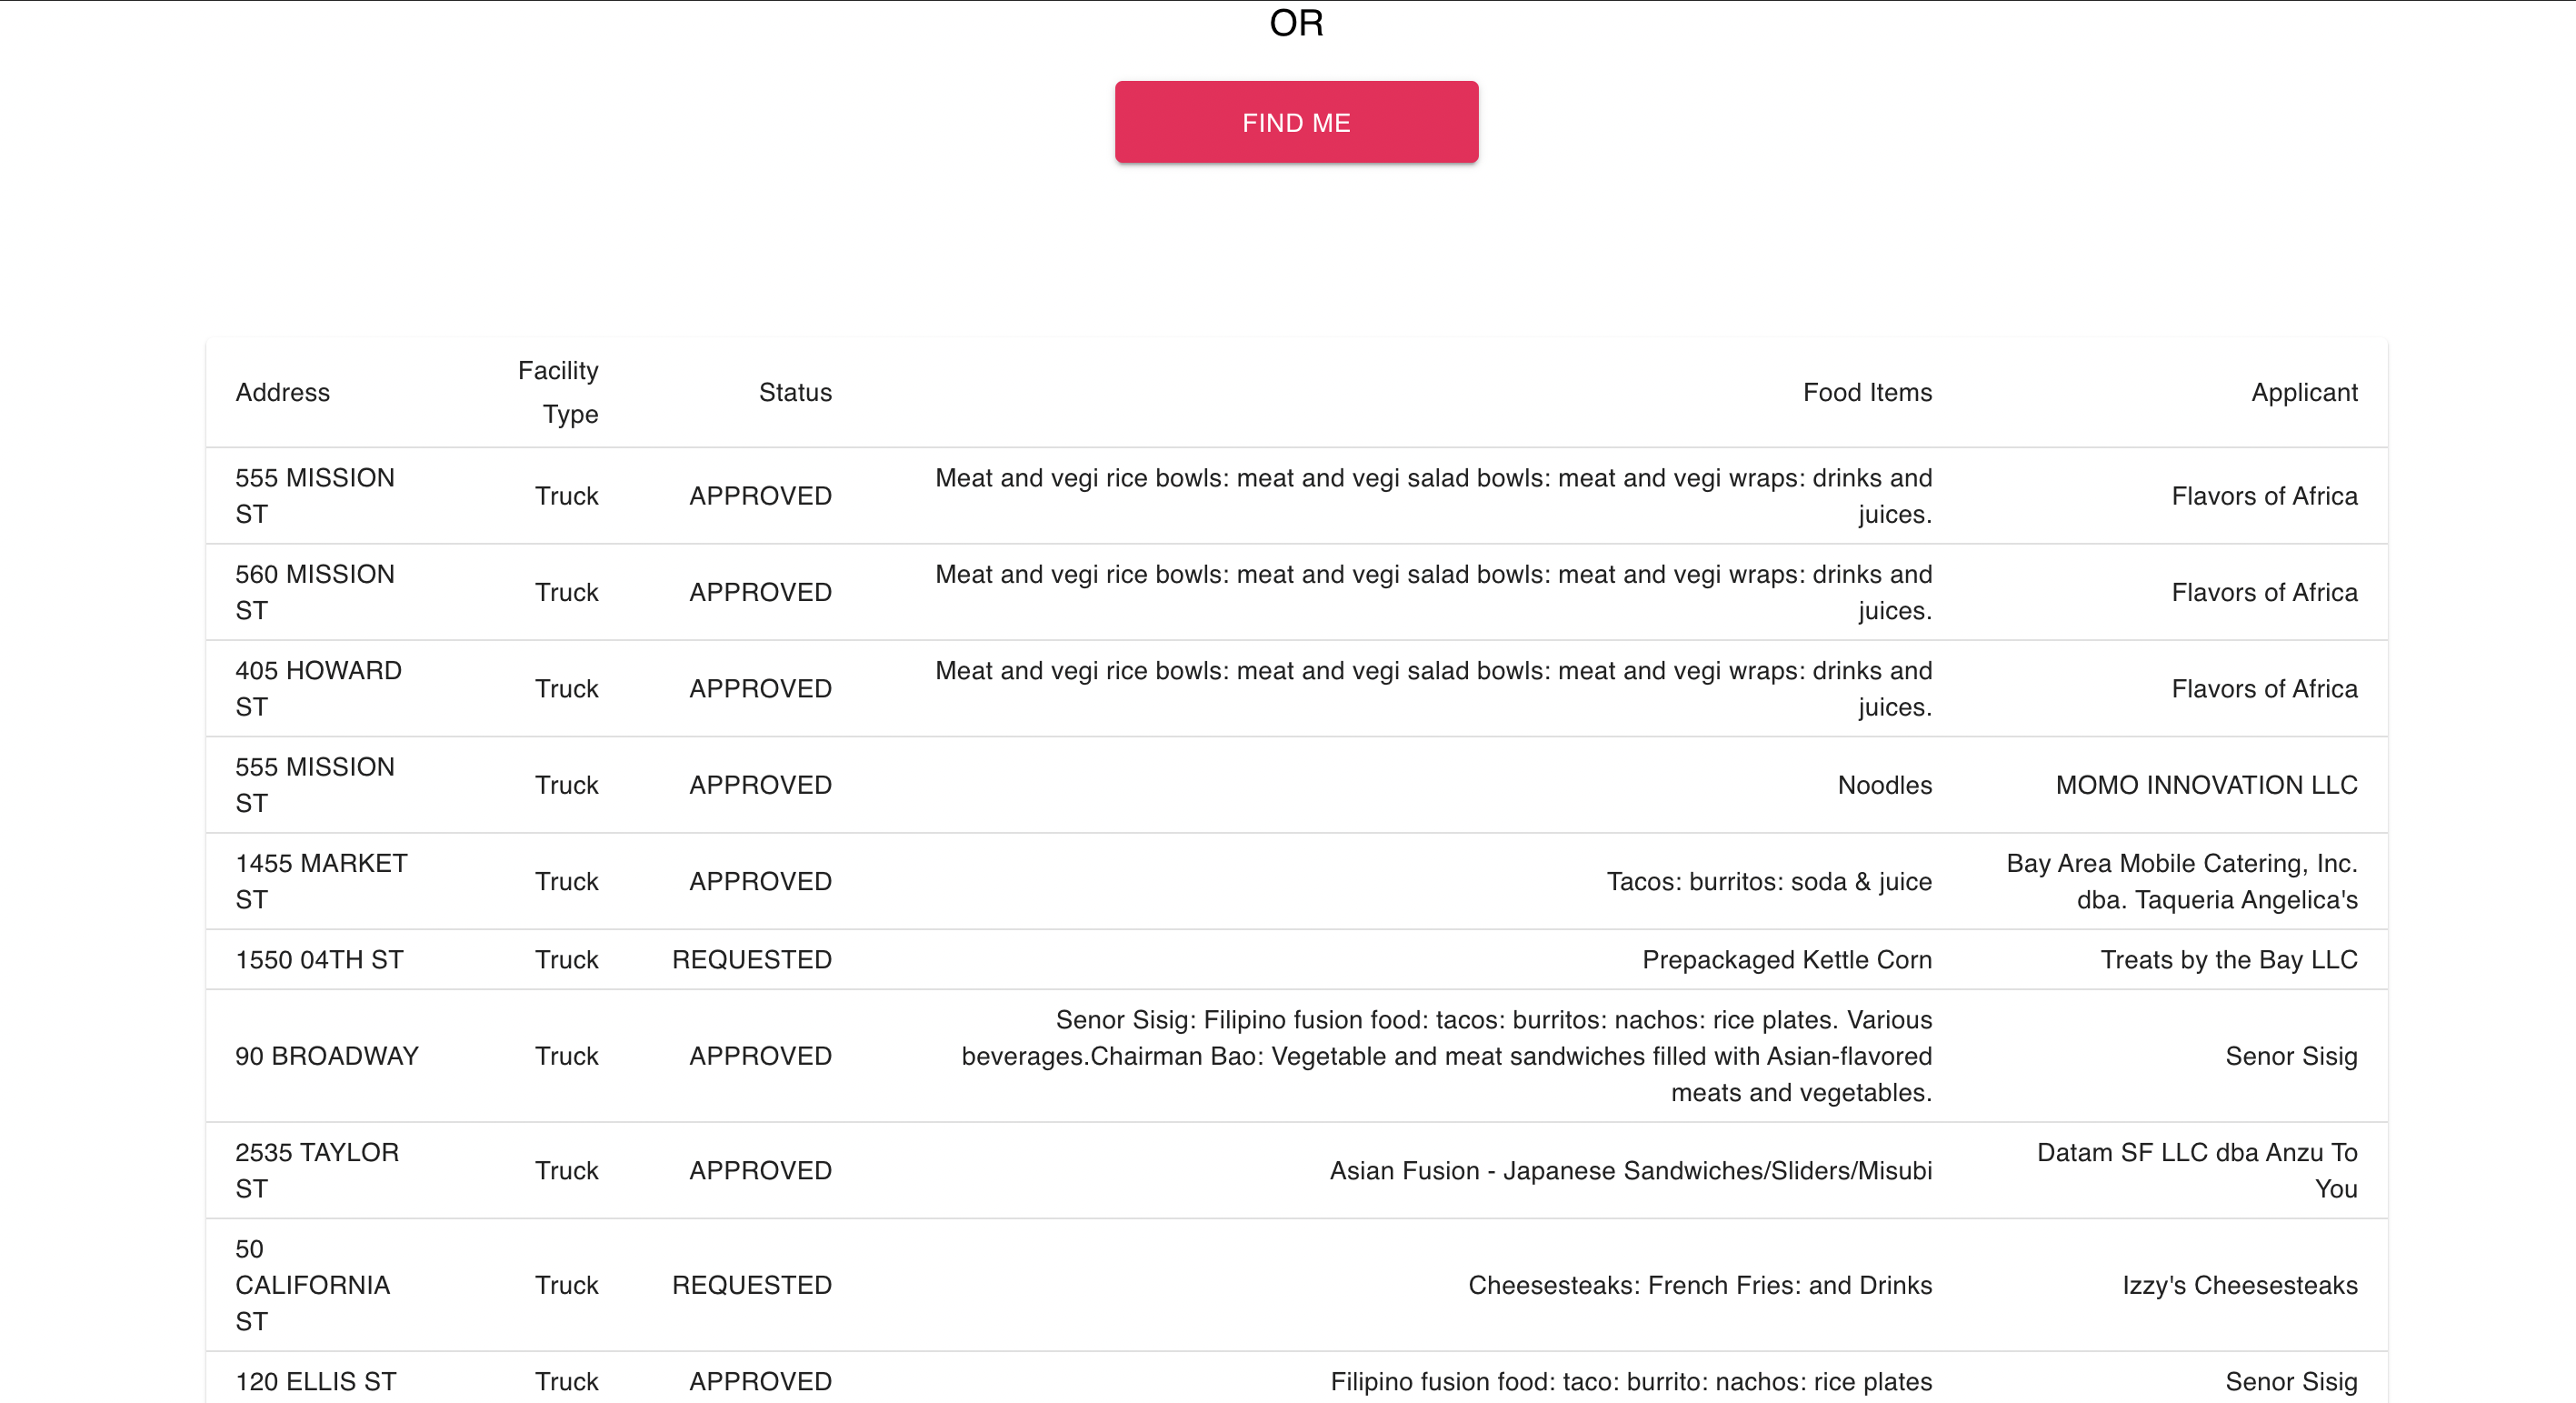 OR
FIND ME
Address
Facility
Type
Status
Food Items
Applicant
555 MISSION
ST
Truck
APPROVED
Meat and vegi rice bowls: meat and vegi salad bowls: meat and vegi wraps: drinks and
juices.
Flavors of Africa
560 MISSION
ST
Truck
APPROVED
Meat and vegi rice bowls: meat and vegi salad bowls: meat and vegi wraps: drinks and
juices.
Flavors of Africa
405 HOWARD
ST
Truck
APPROVED
Meat and vegi rice bowls: meat and vegi salad bowls: meat and vegi wraps: drinks and
juices.
Flavors of Africa
555 MISSION
ST
Truck
APPROVED
Noodles
MOMO INNOVATION LLC
1455 MARKET
ST
Truck
APPROVED
Tacos: burritos: soda & juice
Bay Area Mobile Catering, Inc.
dba. Taqueria Angelica's
1550 04TH ST
Truck
REQUESTED
Prepackaged Kettle Corn
Treats by the Bay LLC
90 BROADWAY
Truck
APPROVED
Senor Sisig: Filipino fusion food: tacos: burritos: nachos: rice plates. Various
beverages.Chairman Bao: Vegetable and meat sandwiches filled with Asian-flavored
meats and vegetables.
Senor Sisig
2535 TAYLOR
ST
Truck
APPROVED
Asian Fusion - Japanese Sandwiches/Sliders/Misubi
Datam SF LLC dba Anzu To
You
50
CALIFORNIA
ST
Truck
REQUESTED
Cheesesteaks: French Fries: and Drinks
Izzy's Cheesesteaks
120 ELLIS ST
Truck
APPROVED
Filipino fusion food: taco: burrito: nachos: rice plates
Senor Sisig